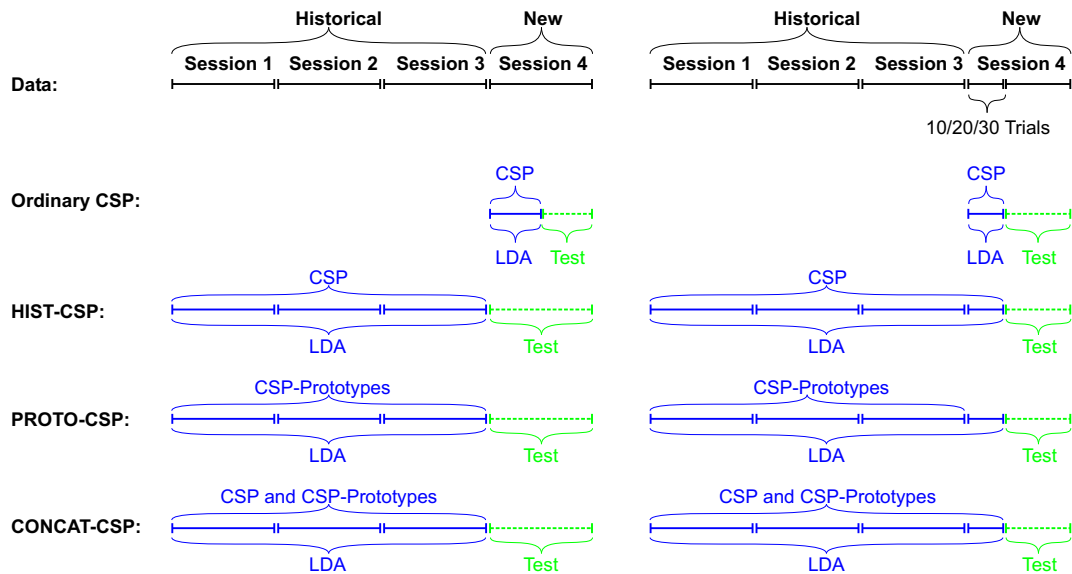 Historical New Historical New
Session 1 Session 2 Session 3 Session 4 Session 1 Session 2 Session 3 Session 4
Data:
10/20/30 Trials
CSP CSP
Ordinary CSP:
LDA Test LDA Test
CSP CSP
HIST-CSP:
LDA Test LDA Test
CSP-Prototypes CSP-Prototypes
PROTO-CSP:
LDA Test LDA Test
CSP and CSP-Prototypes CSP and CSP-Prototypes
CONCAT-CSP:
LDA Test LDA Test